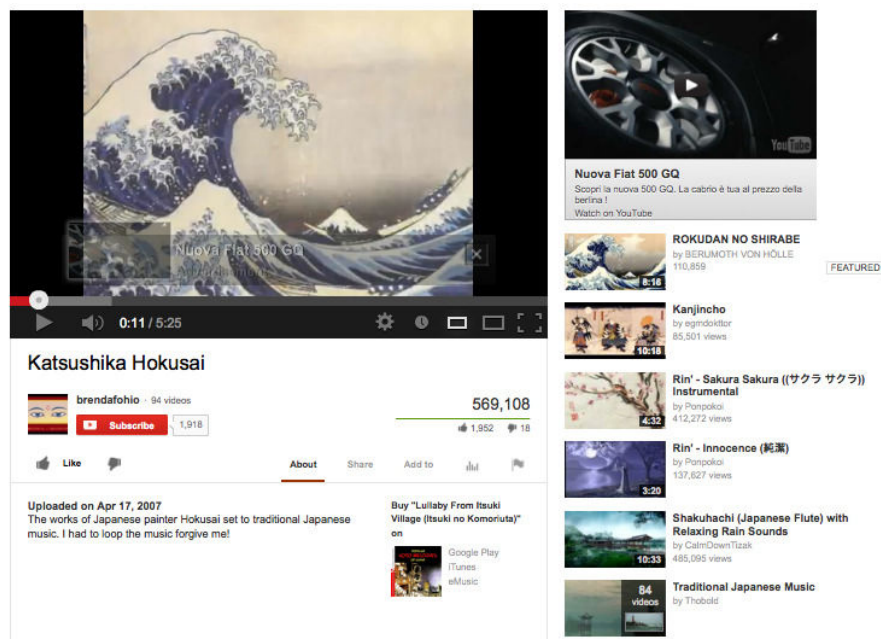 Nuova Fiat 500 GQ
0:11 / 5:25
Katsushika Hokusai
brendafohio · 94 videos
Subscribe
1,918
569,108
1,952
18
Like
About
Share
Add to
Uploaded on Apr 17, 2007
The works of Japanese painter Hokusai set to traditional Japanese
music. I had to loop the music forgive me!
Buy "Lullaby From Itsuki
Village (Itsuki no Komoriuta)"
on
Google Play
iTunes
eMusic
YouTube
Nuova Fiat 500 GQ
Scopri la nuova 500 GQ. La cabrio è tua al prezzo della
berlina !
Watch on YouTube
ROKUDAN NO SHIRABE
by BERUMOTH VON HÖLLE
110,859
FEATURED
8:16
Kanjincho
by egmdokttor
85,501 views
10:18
Rin' - Sakura Sakura ((サクラ サクラ))
Instrumental
by Ponpokoi
412,272 views
4:32
Rin' - Innocence (純潔)
by Ponpokoi
137,627 views
3:20
Shakuhachi (Japanese Flute) with
Relaxing Rain Sounds
by CalmDownTizak
485,095 views
10:33
84
videos
Traditional Japanese Music
by Thobold